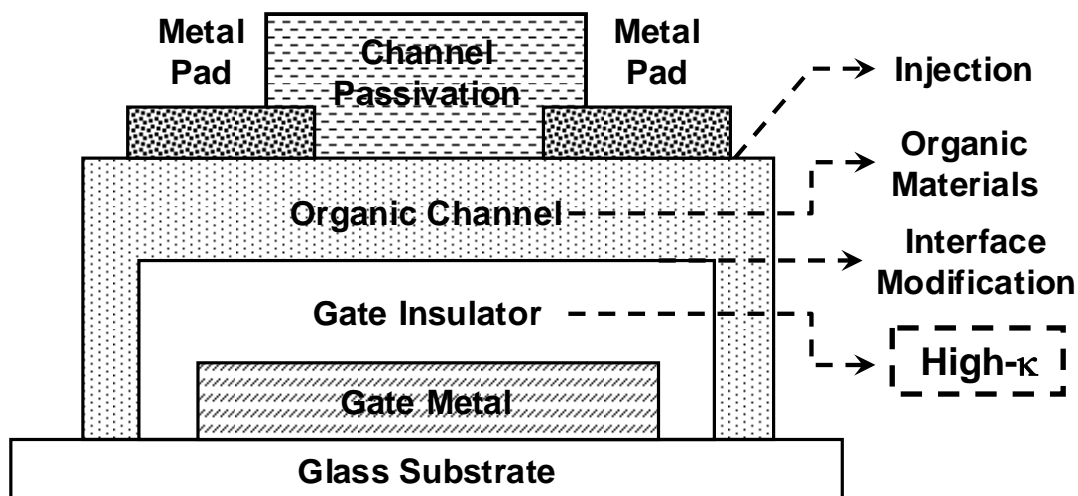 Metal
Pad
Channel
Passivation
Metal
Pad
Injection
Organic
Materials
Organic Channel
Interface
Modification
Gate Insulator
High-κ
Gate Metal
Glass Substrate